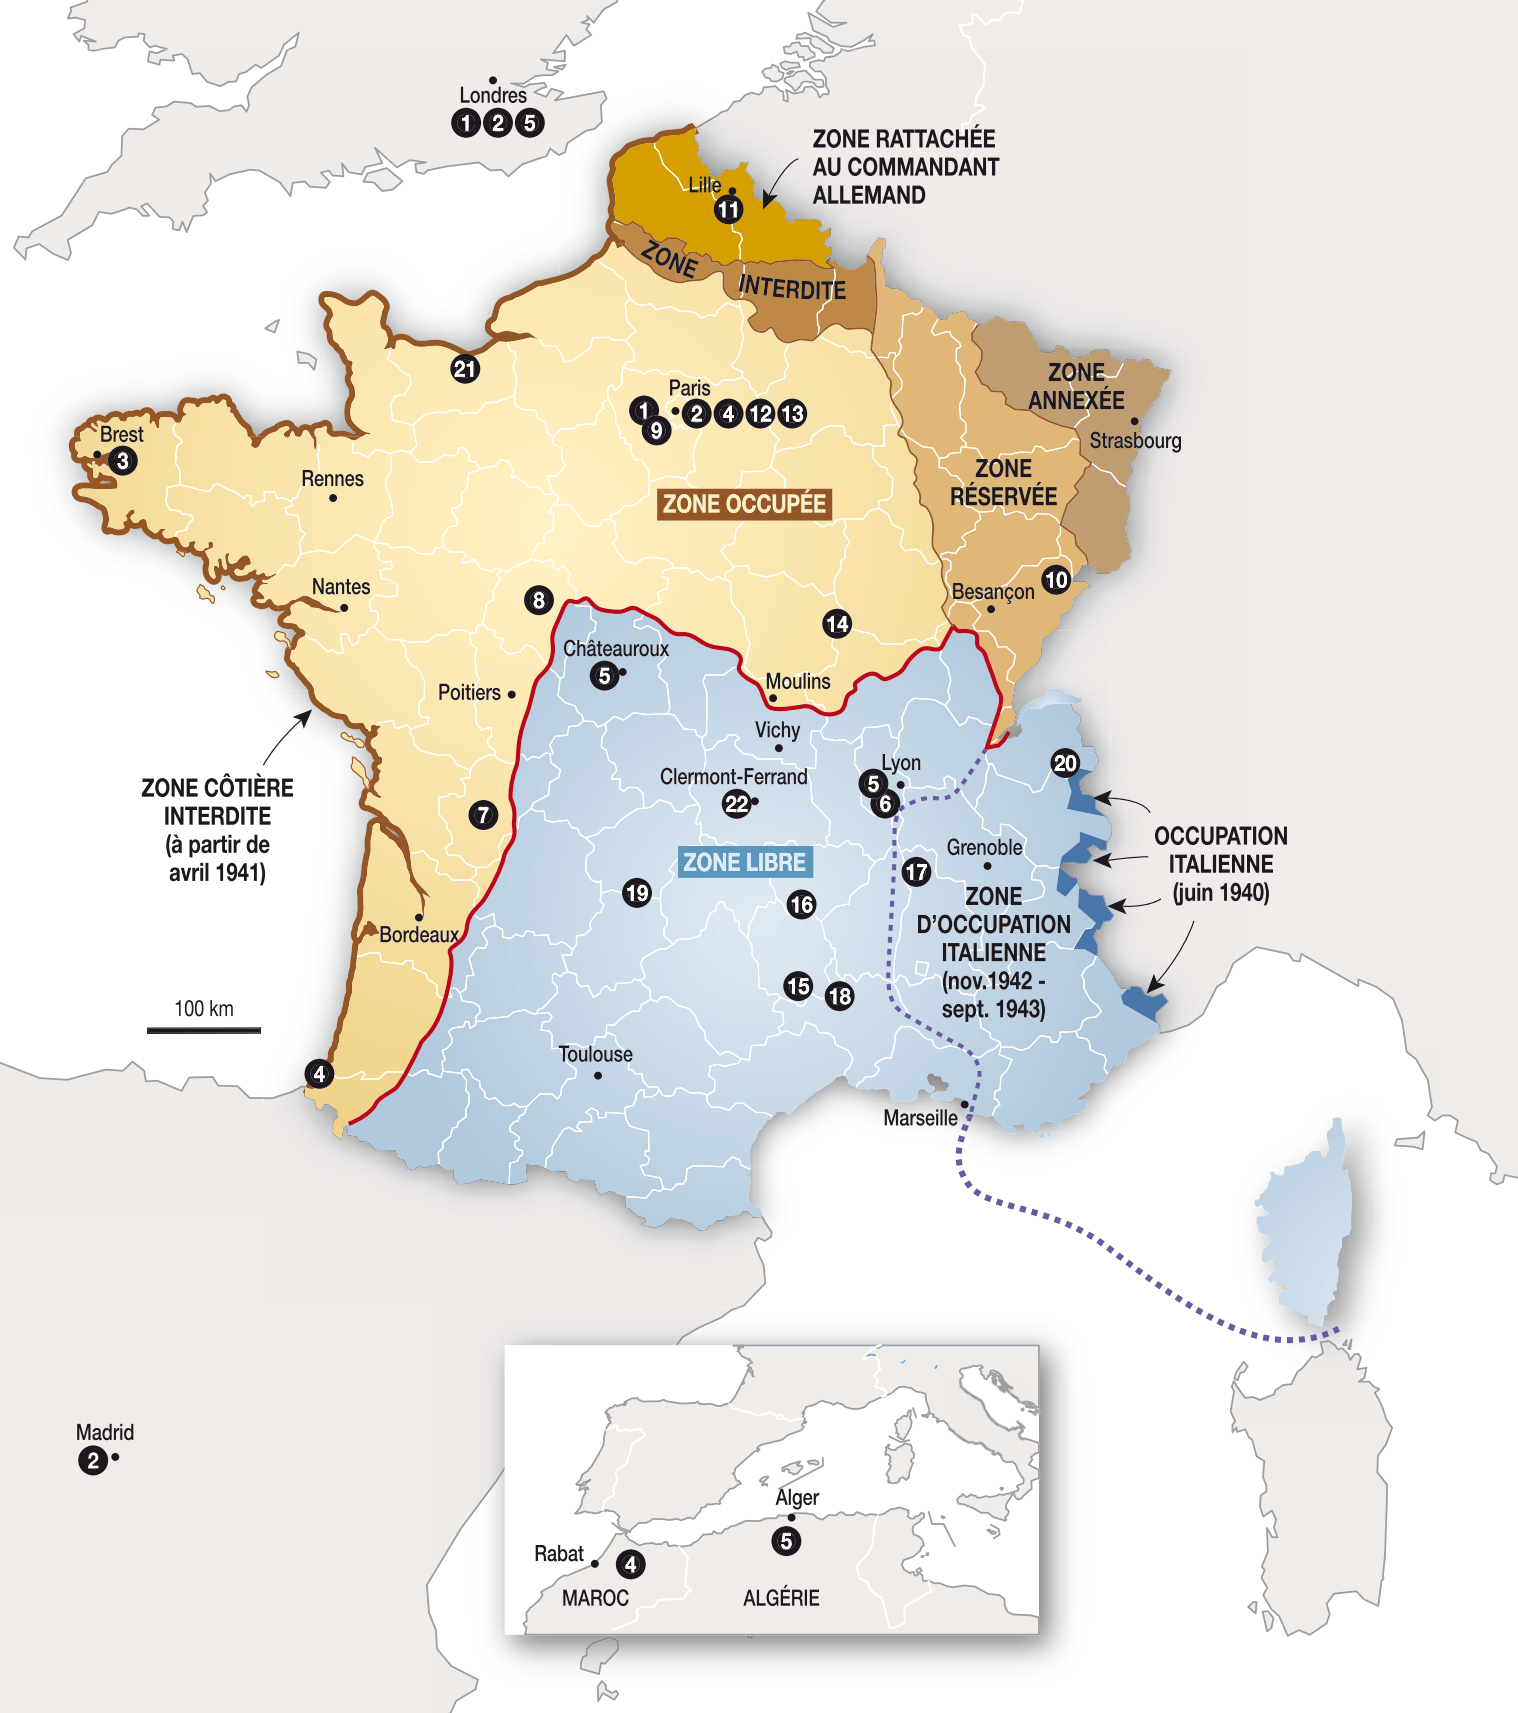 Londres
1 2 5
ZONE RATTACHÉE
AU COMMANDANT
ALLEMAND
Lille
11
ZONE
INTERDITE
21
Paris
1 2 4 12 13
9
ZONE
ANNEXÉE
Strasbourg
Brest
3
Rennes
ZONE
RÉSERVÉE
ZONE OCCUPÉE
Nantes
8
Besançon
10
14
Châteauroux
5
Poitiers
Moulins
Vichy
ZONE CÔTIÈRE
INTERDITE
(à partir de
avril 1941)
7
Clermont-Ferrand
22
Lyon
5
6
20
OCCUPATION
ITALIENNE
(juin 1940)
ZONE LIBRE
Grenoble
17
19
16
ZONE
D’OCCUPATION
ITALIENNE
(nov.1942 -
sept. 1943)
Bordeaux
15
18
100 km
4
Toulouse
Marseille
Madrid
2
Alger
5
Rabat
4
MAROC
ALGÉRIE